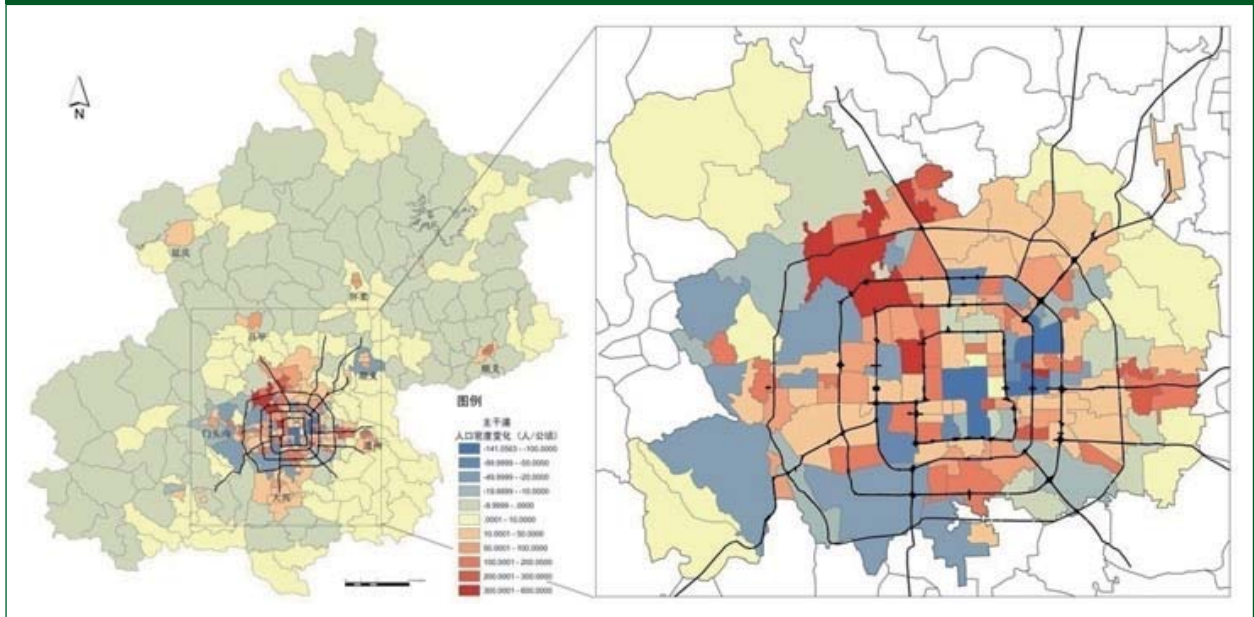 N
延庆
怀柔
昌平
顺义
门头沟
通州
大兴
图例
主干道
人口密度变化（人/公顷）
-141.0563 - -100.0000
-99.9999 - -50.0000
-49.9999 - -20.0000
-19.9999 - -10.0000
-9.9999 - .0000
.0001 - 10.0000
10.0001 - 50.0000
50.0001 - 100.0000
100.0001 - 200.0000
200.0001 - 300.0000
300.0001 - 600.0000